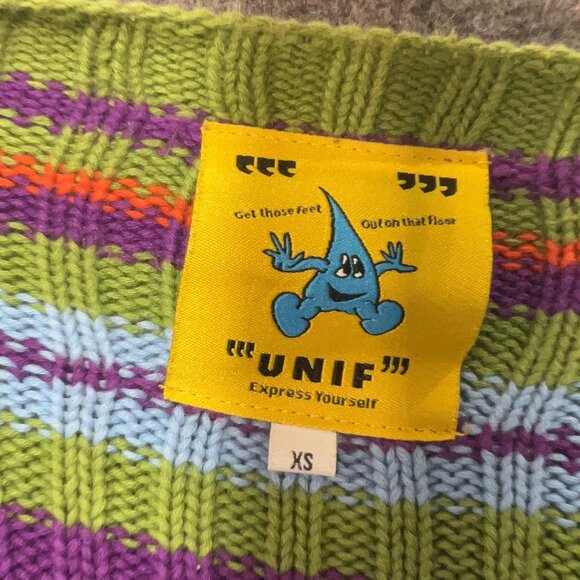 “‘ ’”
Get those feet
Out on that floor
“‘UNIF’”
Express Yourself
XS